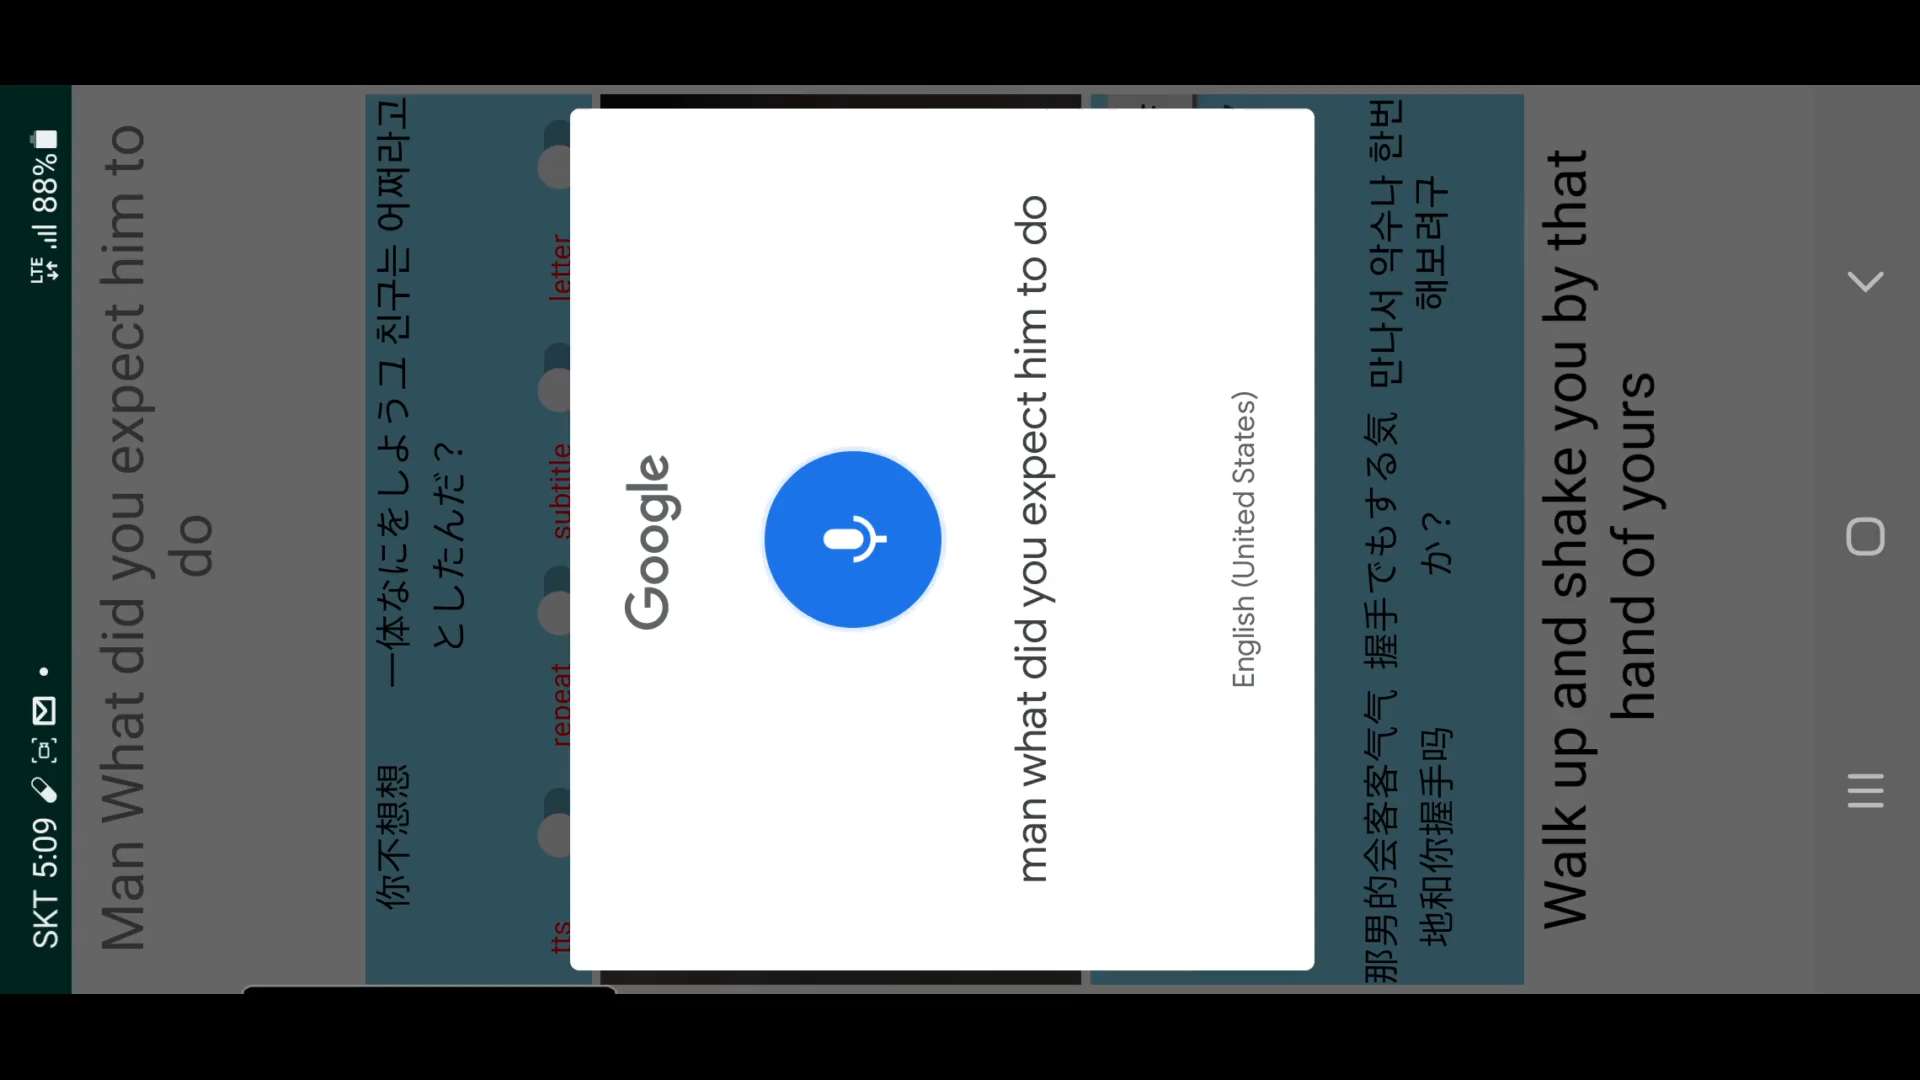 SKT 5:09
LTE 88%
Man What did you expect him to
do
你不想想
一体なにをしよう
としたんだ？
그 친구는 어쩌라고
tts
repeat
subtitle
letter
Google
man what did you expect him to do
English (United States)
那男的会客客气气
地和你握手吗
握手でもする気
か？
만나서 악수나 한번
해보려구
Walk up and shake you by that
hand of yours